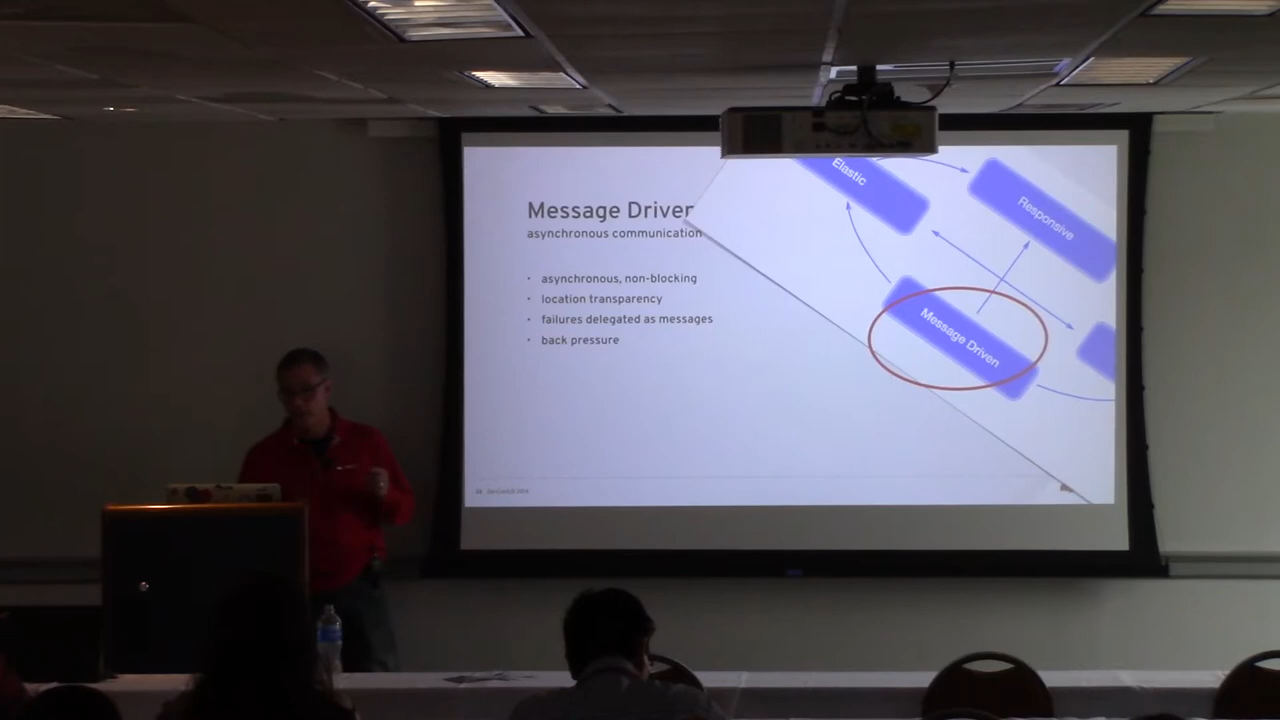 Elastic
Responsive
Message Driven
asynchronous communication
• asynchronous, non-blocking
• location transparency
• failures delegated as messages
• back pressure
Message Driven